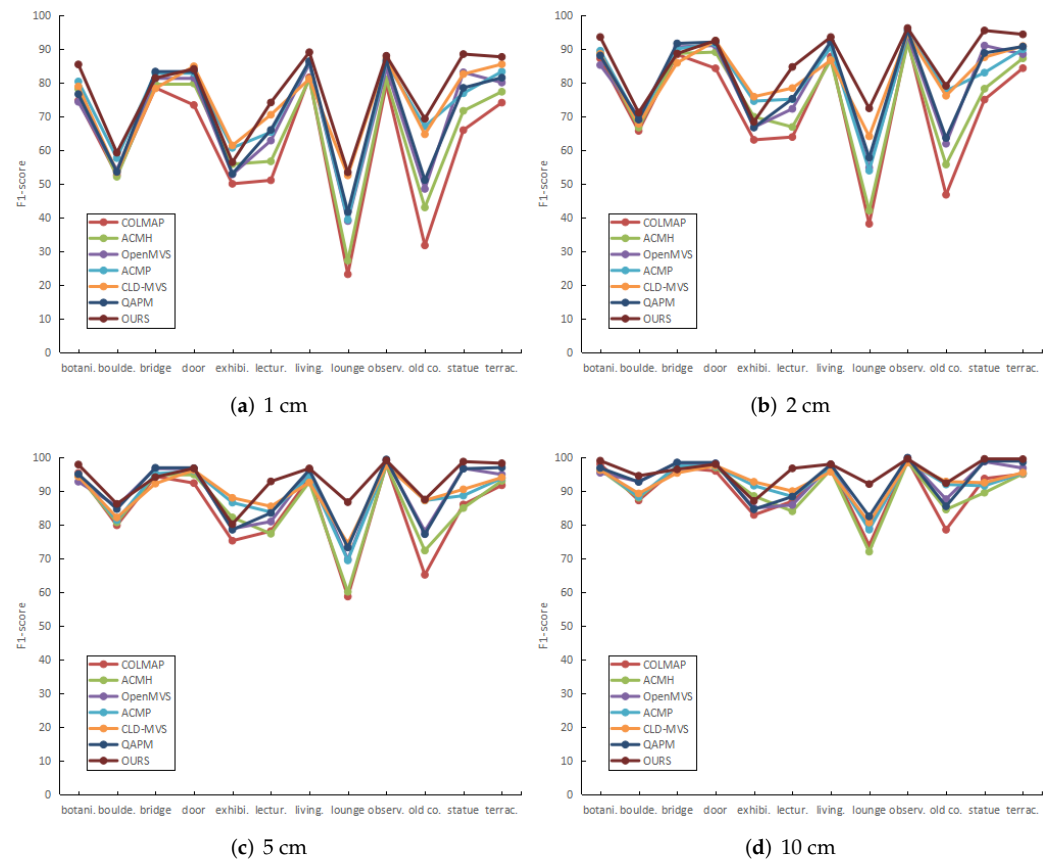 100
90
80
70
60
50
40
30
20
10
0
F1-score
COLMAP
ACMH
OpenMVS
ACMP
CLD-MVS
QAPM
OURS
botani. boulde. bridge door exhibi. lectur. living. lounge observ. old co. statue terrac.
(a) 1 cm
100
90
80
70
60
50
40
30
20
10
0
F1-score
COLMAP
ACMH
OpenMVS
ACMP
CLD-MVS
QAPM
OURS
botani. boulde. bridge door exhibi. lectur. living. lounge observ. old co. statue terrac.
(b) 2 cm
100
90
80
70
60
50
40
30
20
10
0
F1-score
COLMAP
ACMH
OpenMVS
ACMP
CLD-MVS
QAPM
OURS
botani. boulde. bridge door exhibi. lectur. living. lounge observ. old co. statue terrac.
(c) 5 cm
100
90
80
70
60
50
40
30
20
10
0
F1-score
COLMAP
ACMH
OpenMVS
ACMP
CLD-MVS
QAPM
OURS
botani. boulde. bridge door exhibi. lectur. living. lounge observ. old co. statue terrac.
(d) 10 cm